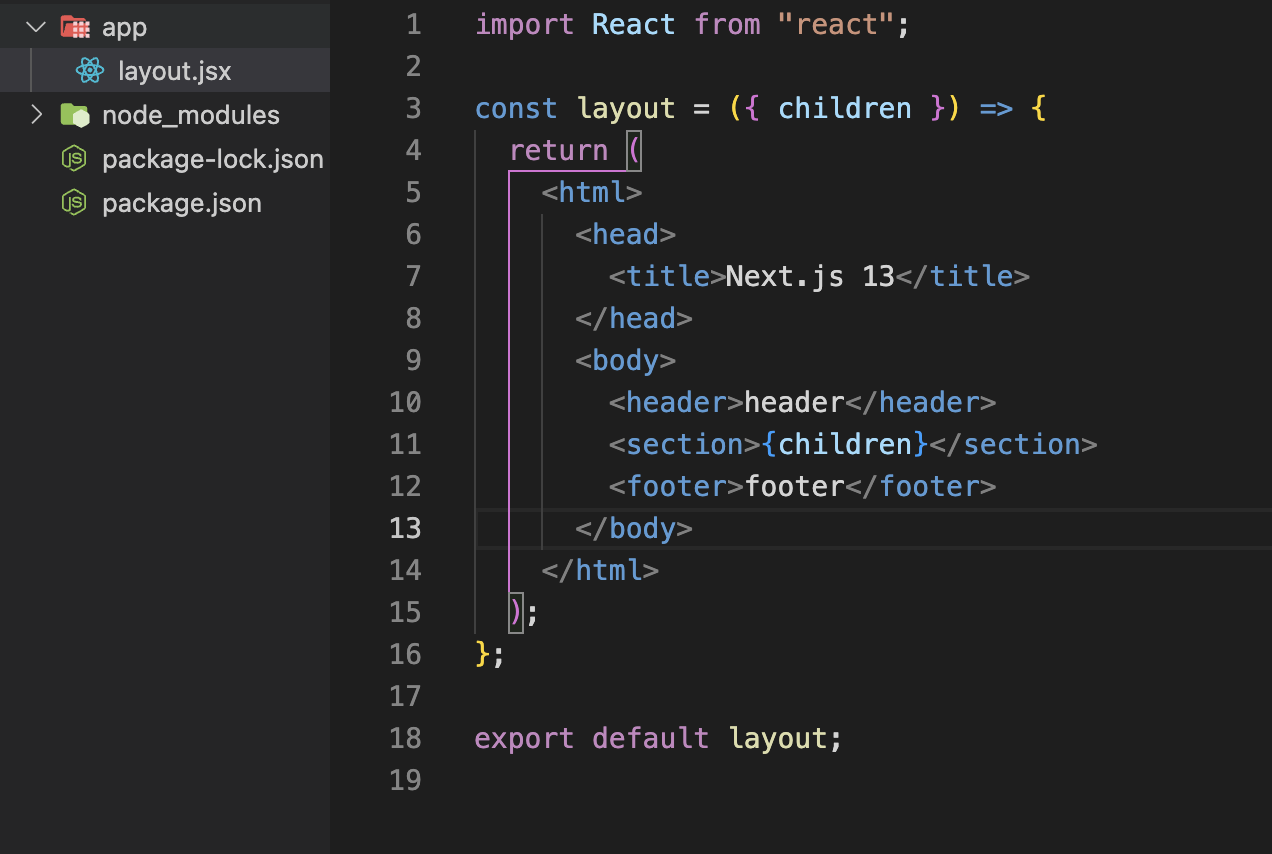 app
layout.jsx
node_modules
JS package-lock.json
JS package.json
1 import React from "react";
2
3 const layout = ({ children }) => {
4   return (
5     <html>
6       <head>
7         <title>Next.js 13</title>
8       </head>
9       <body>
10         <header>header</header>
11         <section>{children}</section>
12         <footer>footer</footer>
13       </body>
14     </html>
15   );
16 };
17
18 export default layout;
19